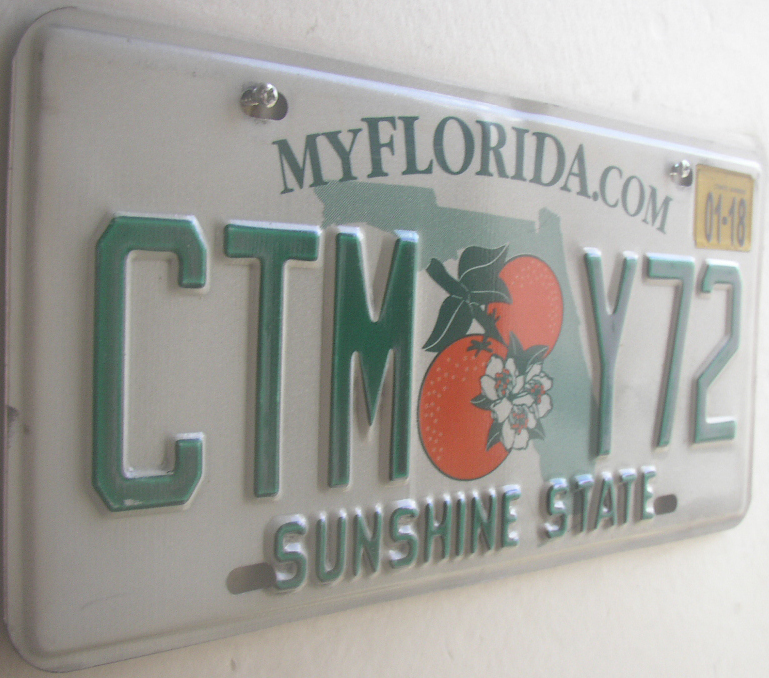 MYFLORIDA.COM
01-18
CTM Y72
SUNSHINE STATE